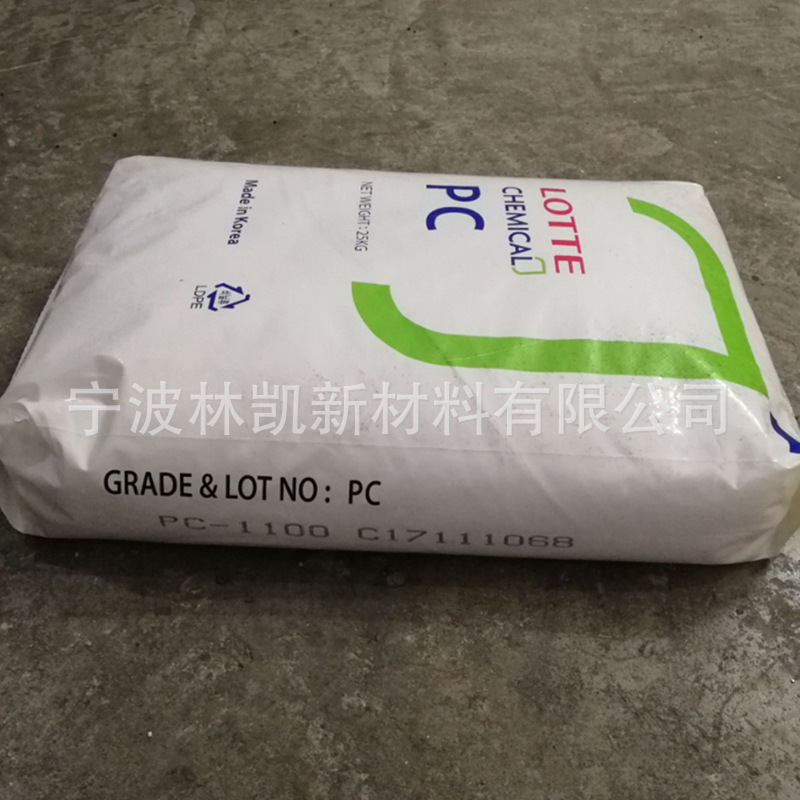 LOTTE
CHEMICAL
PC
NET WEIGHT : 25KG
Made in Korea
LDPE
宁波林凯新材料有限公司
GRADE & LOT NO : PC
PC-1100 C17111068